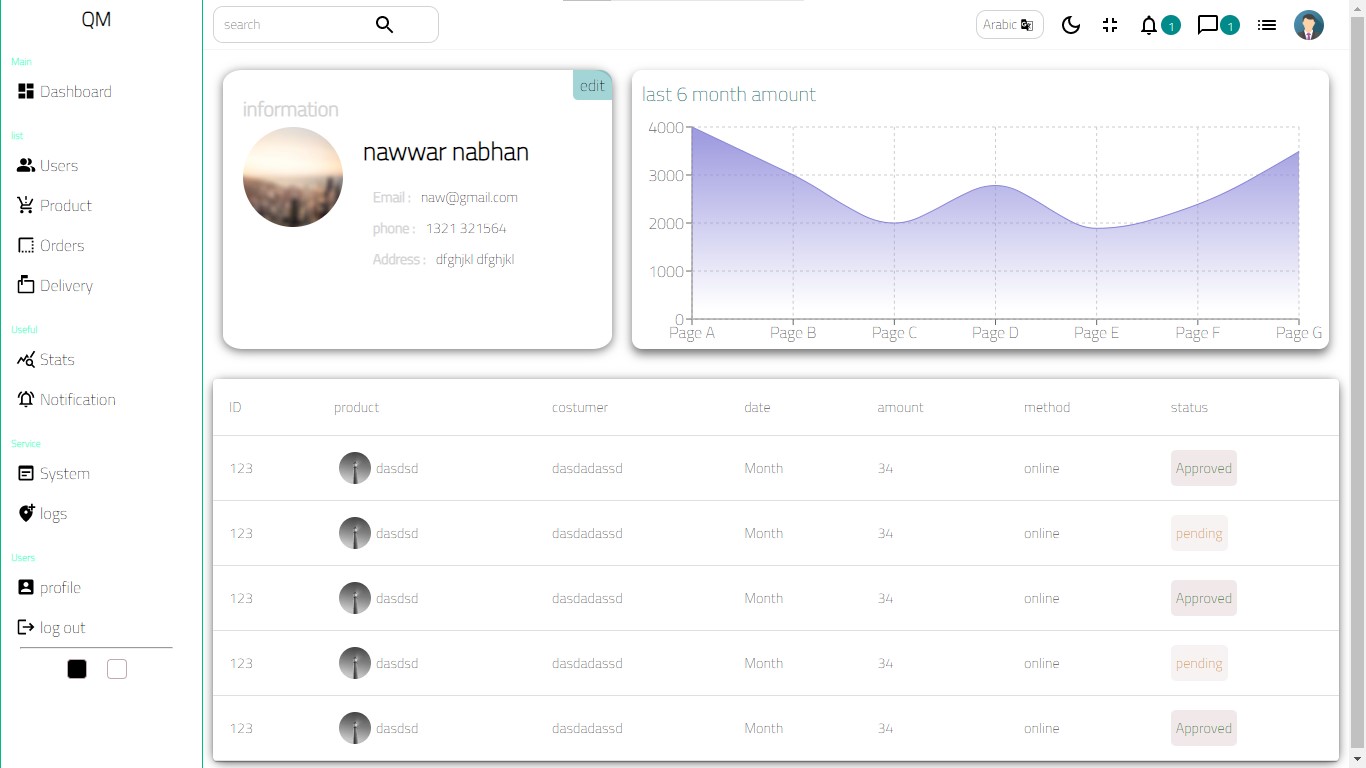 QM
search
Arabic
1
1
Main
Dashboard
list
Users
Product
Orders
Delivery
Useful
Stats
Notification
Service
System
logs
Users
profile
log out
edit
information
nawwar nabhan
Email : naw@gmail.com
phone : 1321 321564
Address : dfghjkl dfghjkl
last 6 month amount
4000
3000
2000
1000
0
Page A Page B Page C Page D Page E Page F Page G
ID product costumer date amount method status
123 dasdsd dasdadassd Month 34 online Approved
123 dasdsd dasdadassd Month 34 online pending
123 dasdsd dasdadassd Month 34 online Approved
123 dasdsd dasdadassd Month 34 online pending
123 dasdsd dasdadassd Month 34 online Approved